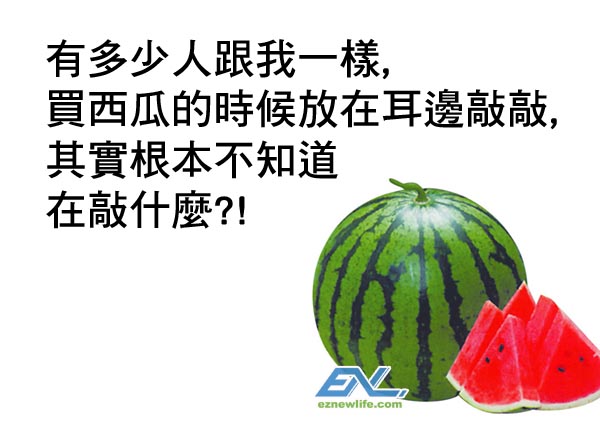 有多少人跟我一樣,
買西瓜的時候放在耳邊敲敲,
其實根本不知道
在敲什麼?!
ENL
eznewlife.com